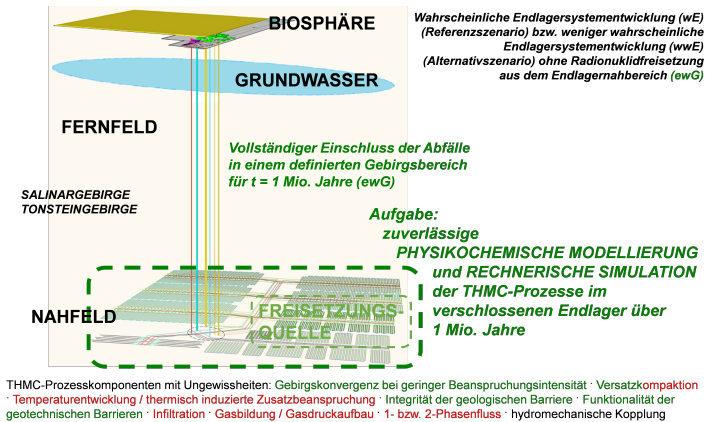 BIOSPHÄRE
Wahrscheinliche Endlagersystementwicklung (wE)
(Referenzszenario) bzw. weniger wahrscheinliche
Endlagersystementwicklung (wwE)
(Alternativszenario) ohne Radionuklidfreisetzung
aus dem Endlagernahbereich (ewG)
GRUNDWASSER
FERNFELD
Vollständiger Einschluss der Abfälle
in einem definierten Gebirgsbereich
für t = 1 Mio. Jahre (ewG)
SALINARGEBIRGE
TONSTEINGEBIRGE
Aufgabe:
zuverlässige
PHYSIKOCHEMISCHE MODELLIERUNG
und RECHNERISCHE SIMULATION
der THMC-Prozesse im
verschlossenen Endlager über
1 Mio. Jahre
NAHFELD
FREISETZUNGS-
QUELLE
THMC-Prozesskomponenten mit Ungewissheiten: Gebirgskonvergenz bei geringer Beanspruchungsintensität · Versatzkompaktion
· Temperaturentwicklung / thermisch induzierte Zusatzbeanspruchung · Integrität der geologischen Barriere · Funktionalität der
geotechnischen Barrieren · Infiltration · Gasbildung / Gasdruckaufbau · 1- bzw. 2-Phasenfluss · hydromechanische Kopplung